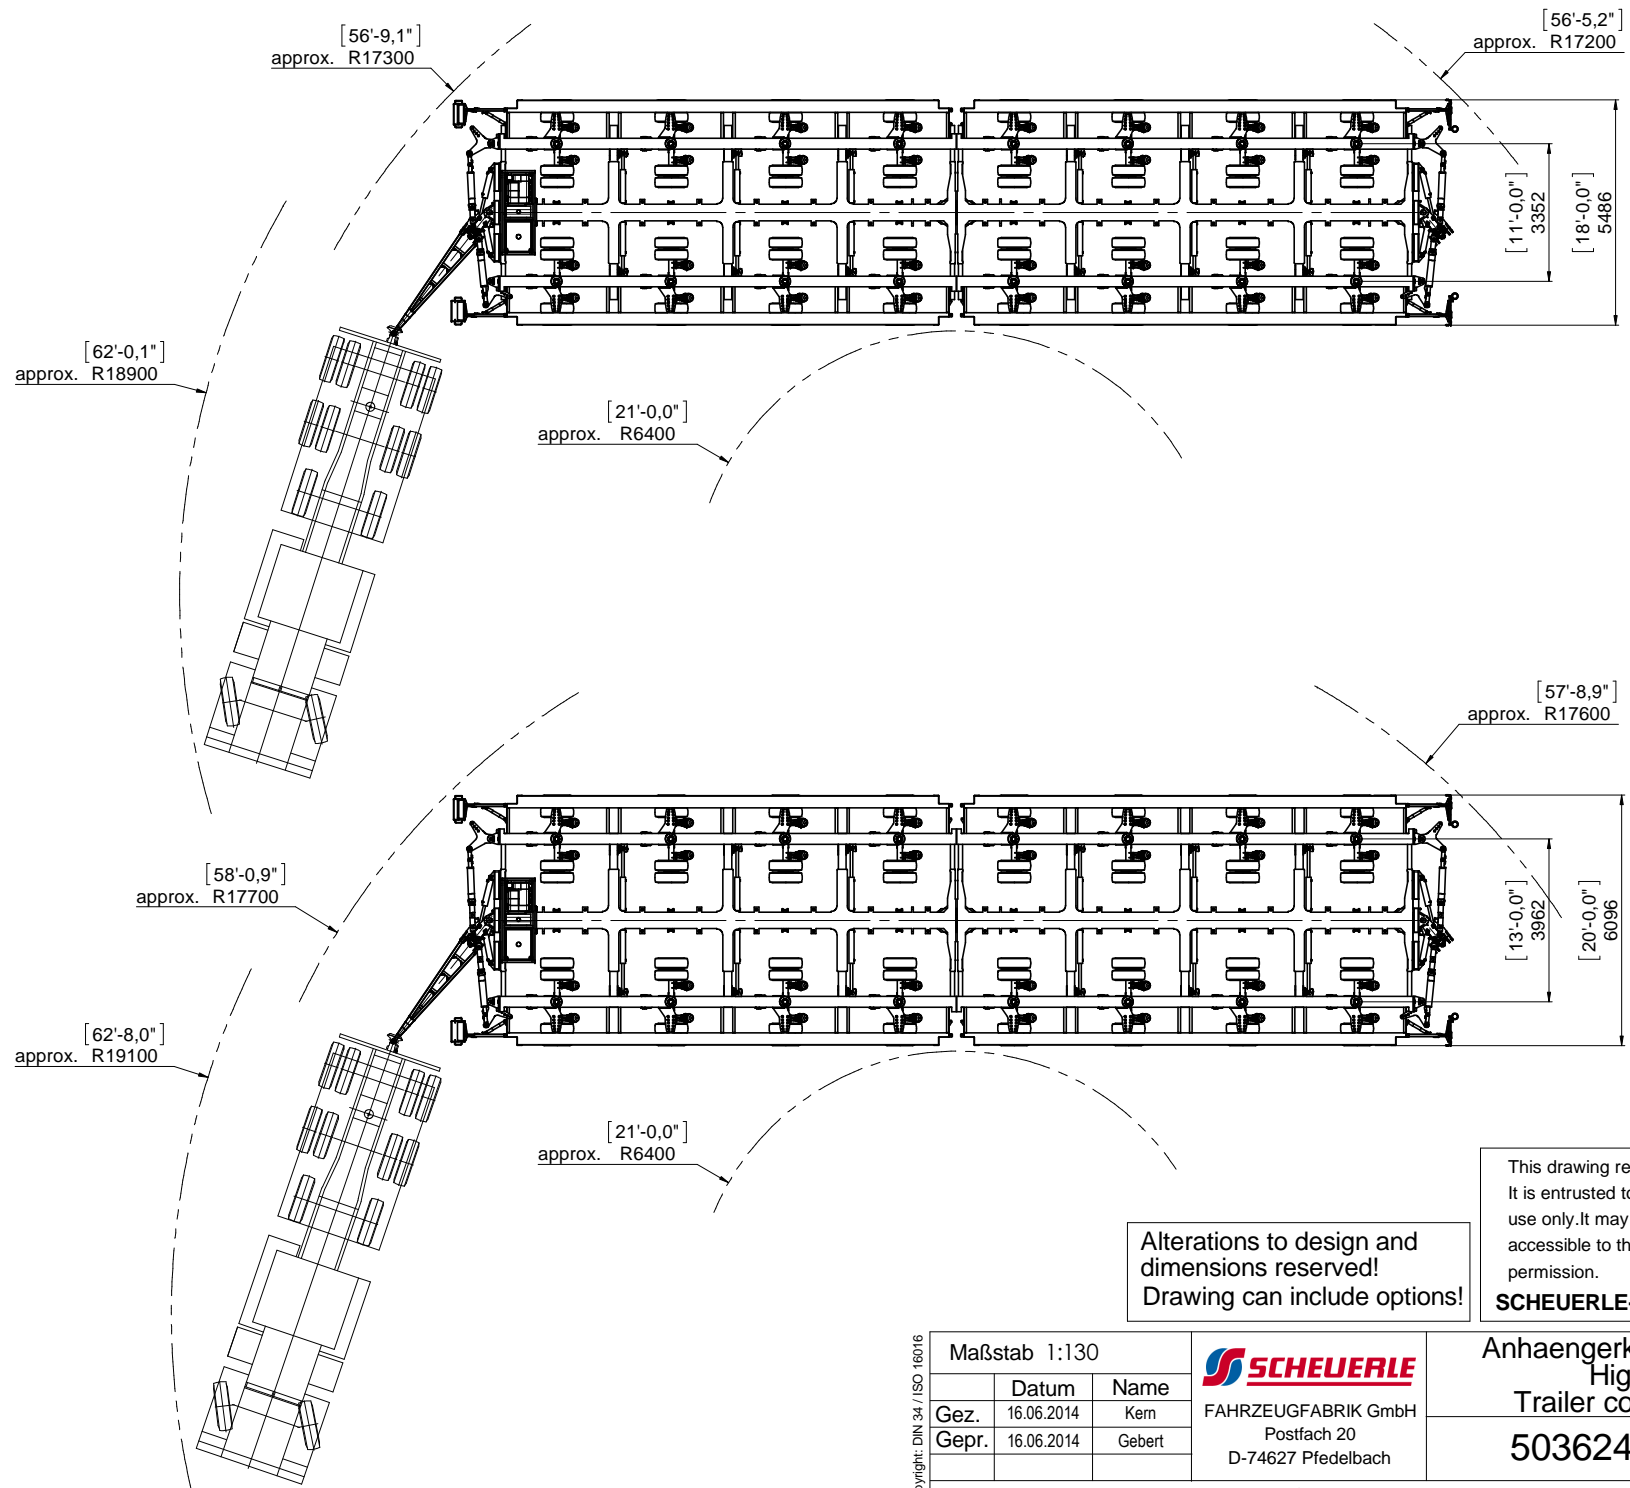 [56'-9,1"]
approx. R17300
[56'-5,2"]
approx. R17200
[11'-0,0"]
3352
[18'-0,0"]
5486
[62'-0,1"]
approx. R18900
[21'-0,0"]
approx. R6400
[57'-8,9"]
approx. R17600
[58'-0,9"]
approx. R17700
[13'-0,0"]
3962
[20'-0,0"]
6096
[62'-8,0"]
approx. R19100
[21'-0,0"]
approx. R6400
Alterations to design and
dimensions reserved!
Drawing can include options!
This drawing re
It is entrusted to
use only.It may
accessible to th
permission.
SCHEUERLE-
pyright: DIN 34 / ISO 16016
Maßstab 1:130
Datum Name
Gez. 16.06.2014 Kern
Gepr. 16.06.2014 Gebert
SCHEUERLE
FAHRZEUGFABRIK GmbH
Postfach 20
D-74627 Pfedelbach
Anhaengerk
Hig
Trailer co
503624